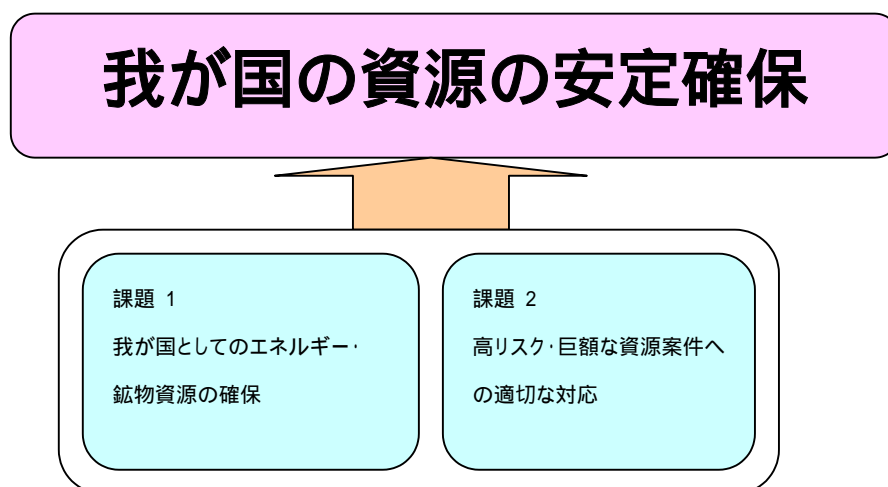 我が国の資源の安定確保
課題 1
我が国としてのエネルギー・
鉱物資源の確保
課題 2
高リスク・巨額な資源案件へ
の適切な対応